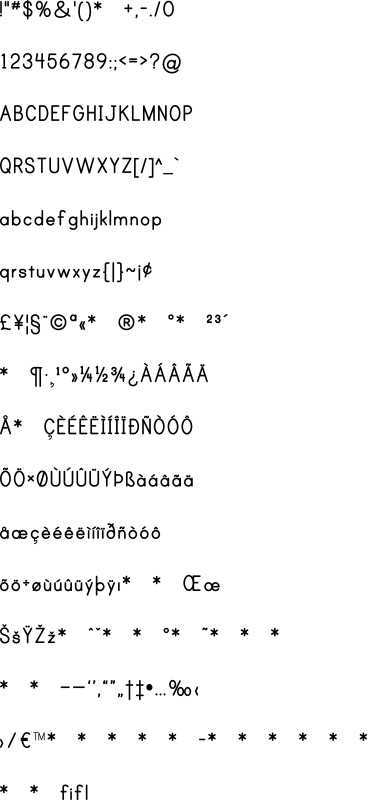 !"#$%&'()*   +,-./0
123456789:;<=>?@
ABCDEFGHIJKLMNOP
QRSTUVWXYZ[/]^_`
abcdefghijklmnop
qrstuvwxyz{|}~¡¢
£¥¦§¨©ª«*   ®*   °*   ²³´
*   ¶·¸¹º»¼½¾¿ÀÁÂÃÄ
Å*   ÇÈÉÊËÌÍÎÏÐÑÒÓÔ
ÕÖ×ØÙÚÛÜÝÞßàáâãä
åæçèéêëìíîïðñòóô
õö÷øùúûüýþÿı*   *   Œœ
ŠšŸŽž*   ˆˇ*   *   °*   ˜*   *   *
*   *   –—‘’‚“”„†‡•…‰‹
›/€™*   *   *   *   *   -*   *   *   *   *   *
*   *   fifl